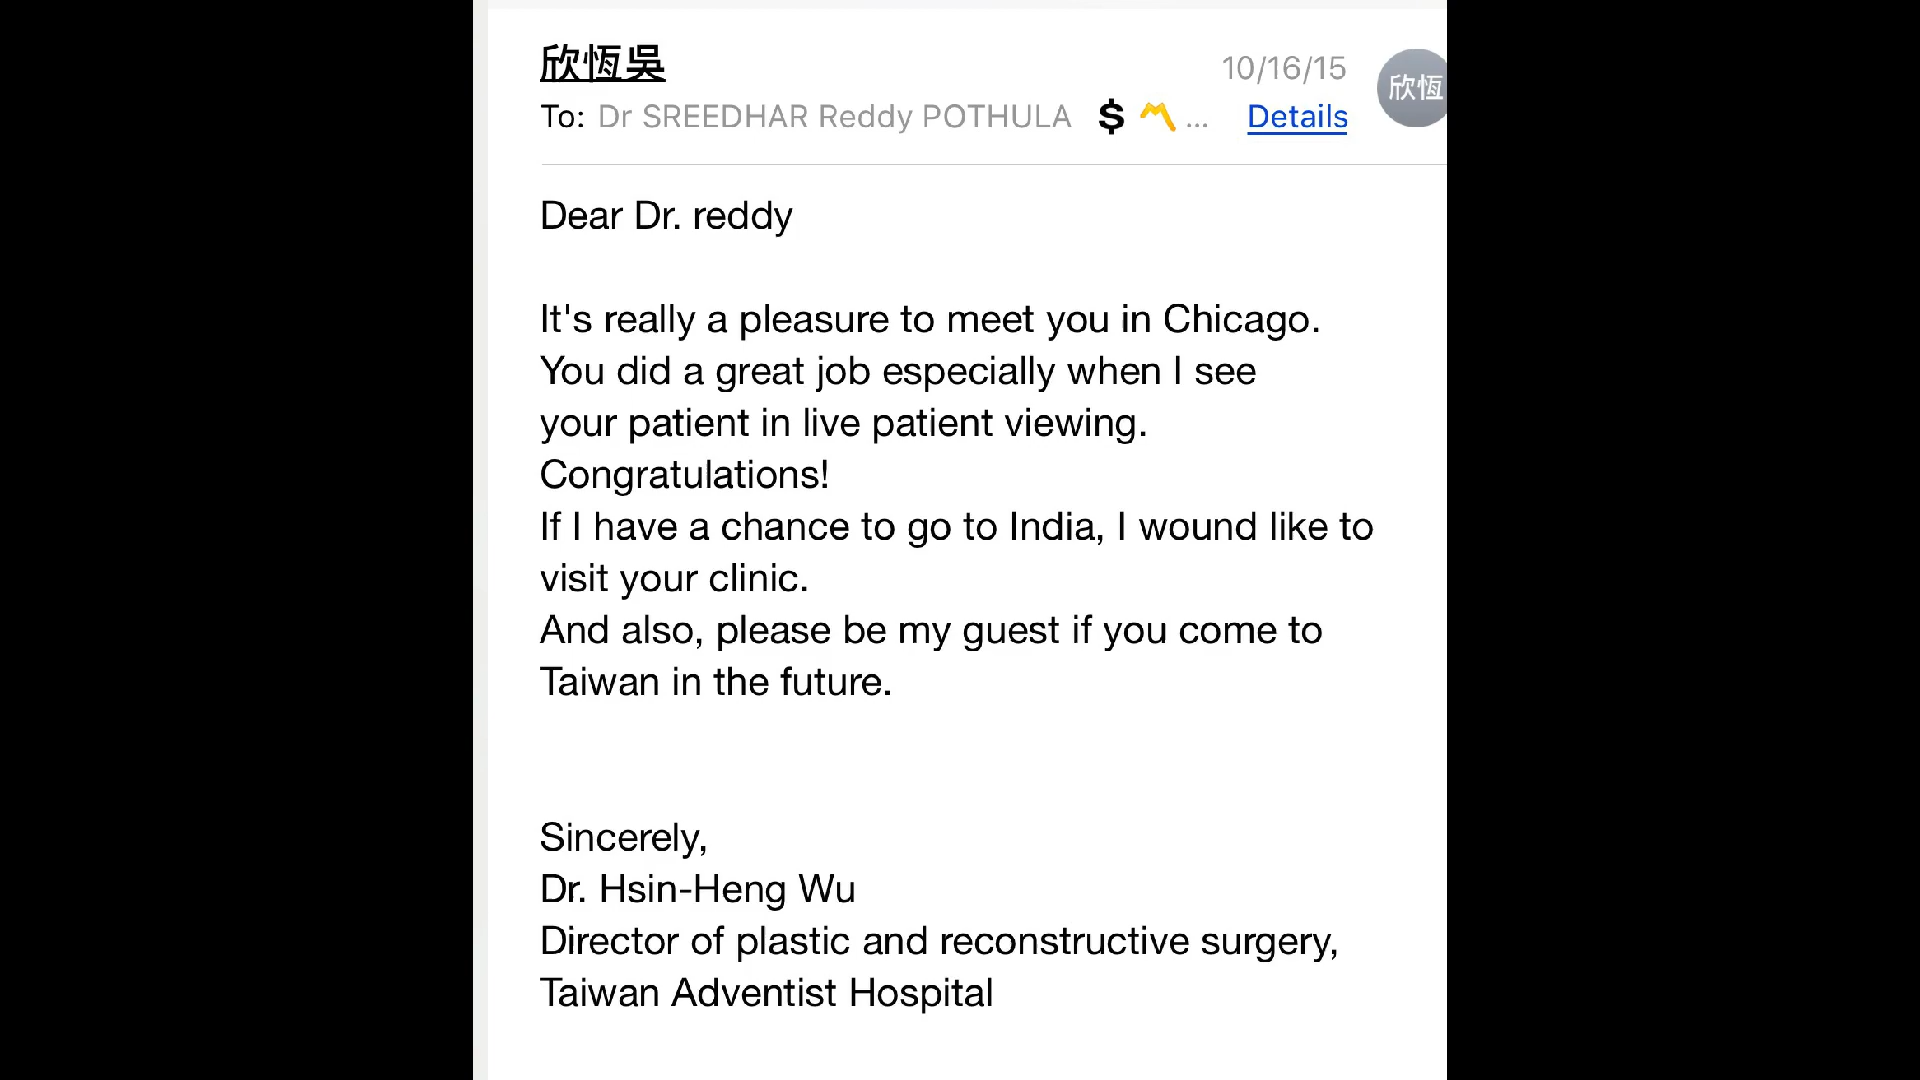 欣恆吳
10/16/15
欣恆
To: Dr SREEDHAR Reddy POTHULA $ 〽️ ... Details
Dear Dr. reddy
It's really a pleasure to meet you in Chicago.
You did a great job especially when I see
your patient in live patient viewing.
Congratulations!
If I have a chance to go to India, I wound like to
visit your clinic.
And also, please be my guest if you come to
Taiwan in the future.
Sincerely,
Dr. Hsin-Heng Wu
Director of plastic and reconstructive surgery,
Taiwan Adventist Hospital